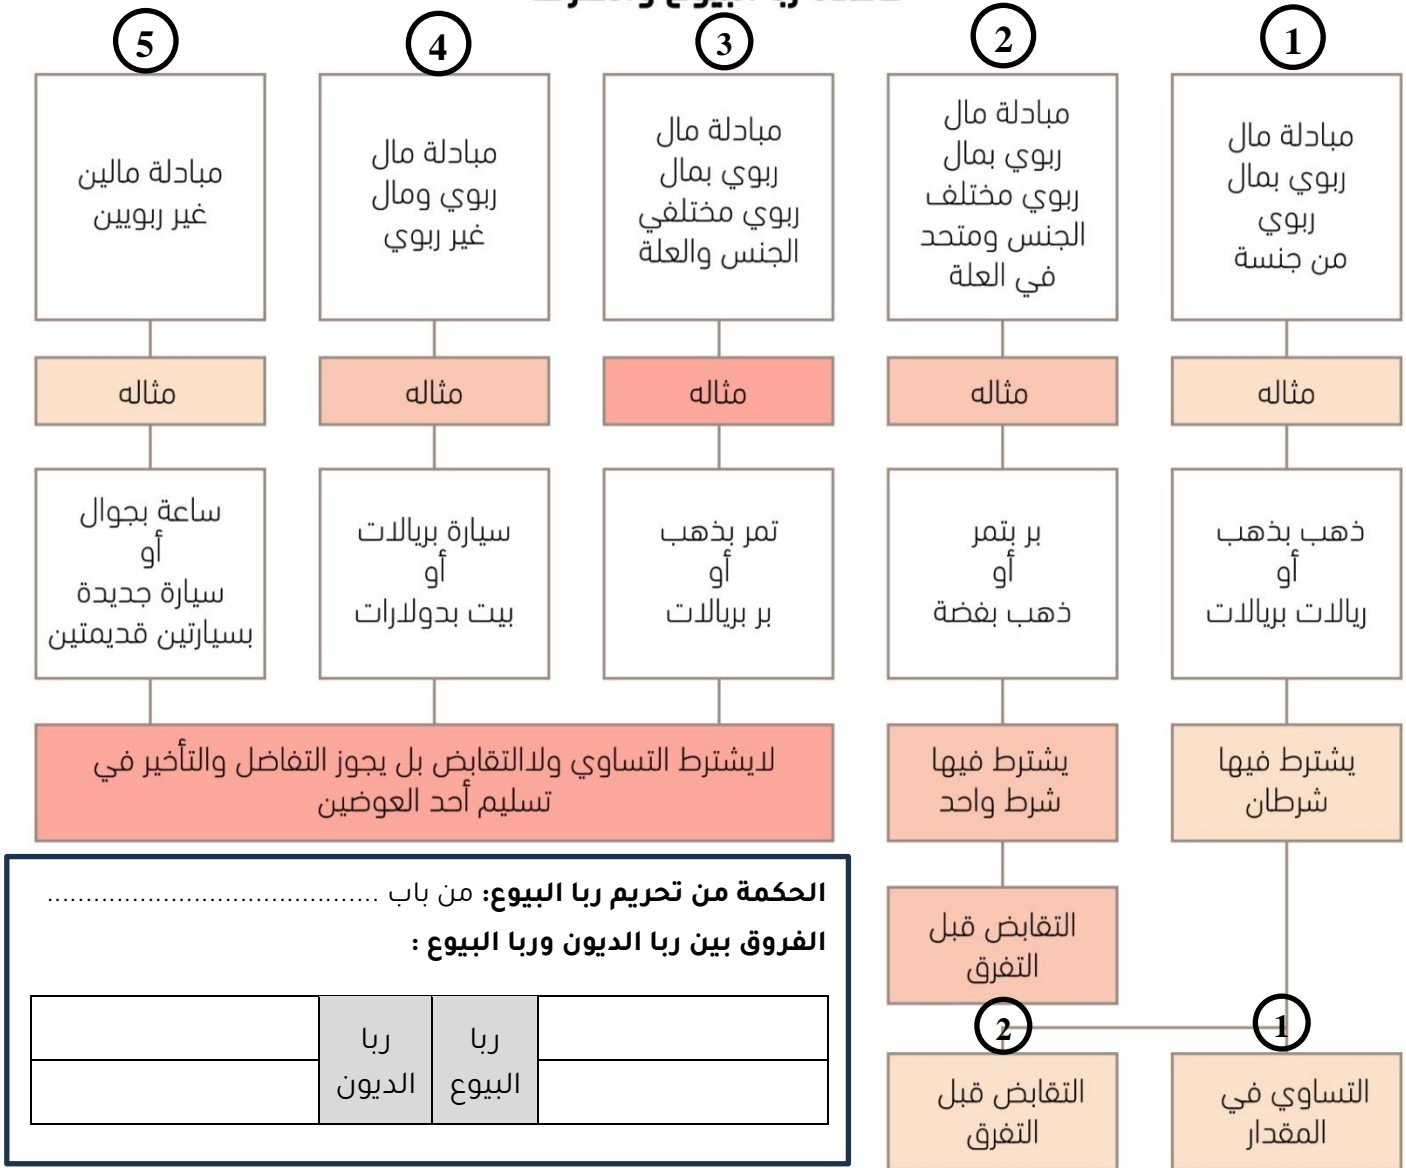 1
2
3
4
5
مبادلة مال
ربوي بمال
ربوي
من جنسة
مبادلة مال
ربوي بمال
ربوي مختلف
الجنس ومتحد
في العلة
مبادلة مال
ربوي بمال
ربوي مختلفي
الجنس والعلة
مبادلة مال
ربوي ومال
غير ربوي
مبادلة مالين
غير ربويين
مثاله
مثاله
مثاله
مثاله
مثاله
ذهب بذهب
أو
ريالات بريالات
بر بتمر
أو
ذهب بفضة
تمر بذهب
أو
بر بريالات
سيارة بريالات
أو
بيت بدولارات
ساعة بجوال
أو
سيارة جديدة
بسيارتين قديمتين
يشترط فيها
شرطان
يشترط فيها
شرط واحد
لايشترط التساوي ولاالتقابض بل يجوز التفاضل والتأخير في
تسليم أحد العوضين
التقابض قبل
التفرق
1
2
التساوي في
المقدار
التقابض قبل
التفرق
الحكمة من تحريم ربا البيوع: من باب ........................................
الفروق بين ربا الديون وربا البيوع :
ربا
البيوع
ربا
الديون